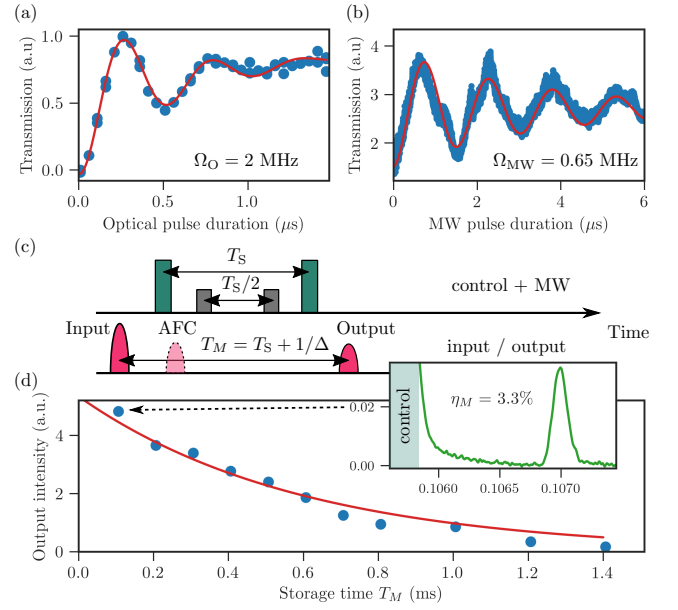 (a)
Transmission (a.u)
1.0
0.5
0.0
0.0
0.5
1.0
Optical pulse duration (μs)
Ω_O = 2 MHz
(b)
Transmission (a.u)
4
3
2
0
2
4
6
MW pulse duration (μs)
Ω_MW = 0.65 MHz
(c)
T_S
T_S/2
control + MW
Input
AFC
Output
Time
T_M = T_S + 1/Δ
input / output
(d)
Output intensity (a.u.)
4
2
0
0.0
0.2
0.4
0.6
0.8
1.0
1.2
1.4
Storage time T_M (ms)
control
0.02
0.00
η_M = 3.3%
0.1060
0.1065
0.1070